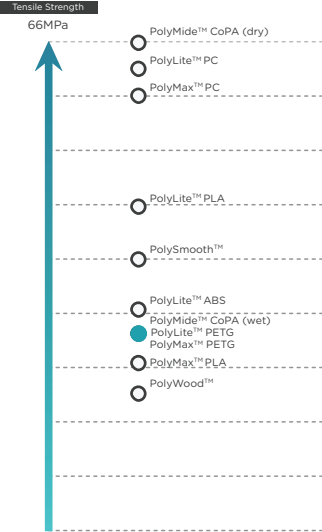 Tensile Strength
66MPa
PolyMide™ CoPA (dry)
PolyLite™ PC
PolyMax™ PC
PolyLite™ PLA
PolySmooth™
PolyLite™ ABS
PolyMide™ CoPA (wet)
PolyLite™ PETG
PolyMax™ PETG
PolyMax™ PLA
PolyWood™